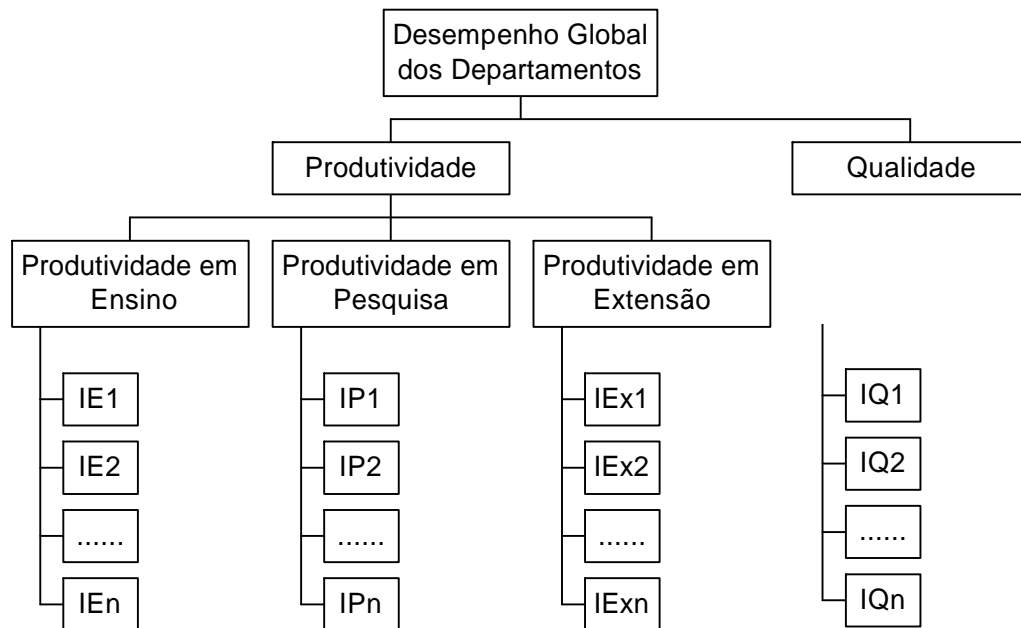 Desempenho Global
dos Departamentos
Produtividade
Qualidade
Produtividade em
Ensino
Produtividade em
Pesquisa
Produtividade em
Extensão
IE1
IE2
......
IEn
IP1
IP2
......
IPn
IEx1
IEx2
......
IExn
IQ1
IQ2
......
IQn